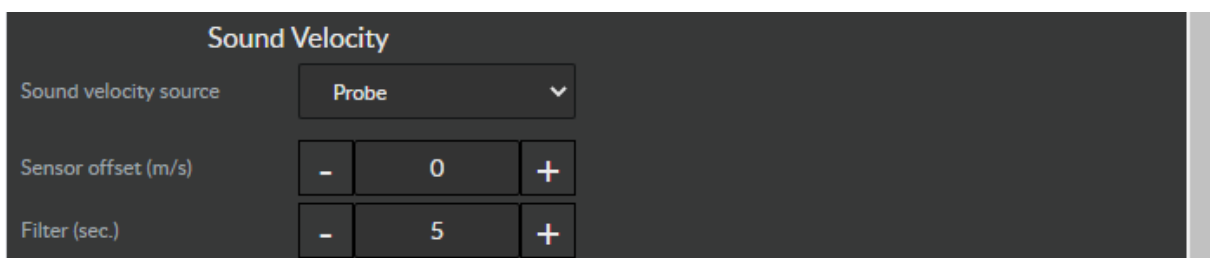 Sound Velocity
Sound velocity source Probe
Sensor offset (m/s) - 0 +
Filter (sec.) - 5 +